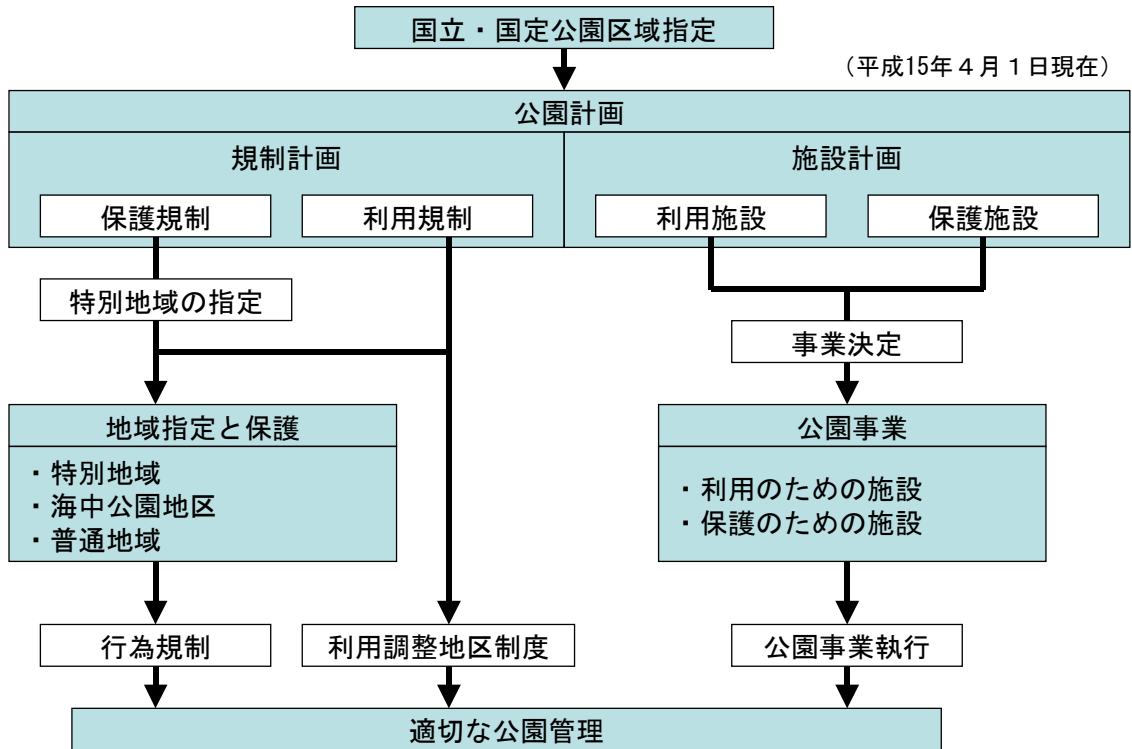 国立・国定公園区域指定
（平成15年４月１日現在）
公園計画
規制計画
施設計画
保護規制
利用規制
利用施設
保護施設
特別地域の指定
事業決定
地域指定と保護
公園事業
・特別地域
・海中公園地区
・普通地域
・利用のための施設
・保護のための施設
行為規制
利用調整地区制度
公園事業執行
適切な公園管理